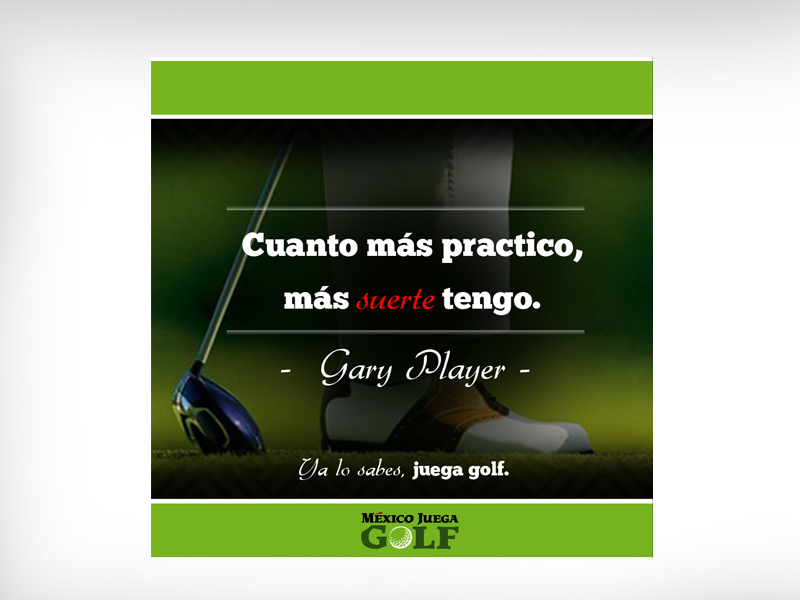 Cuanto más practico,
más suerte tengo.
- Gary Player -
Ya lo sabes, juega golf.
MÉXICO JUEGA
GOLF